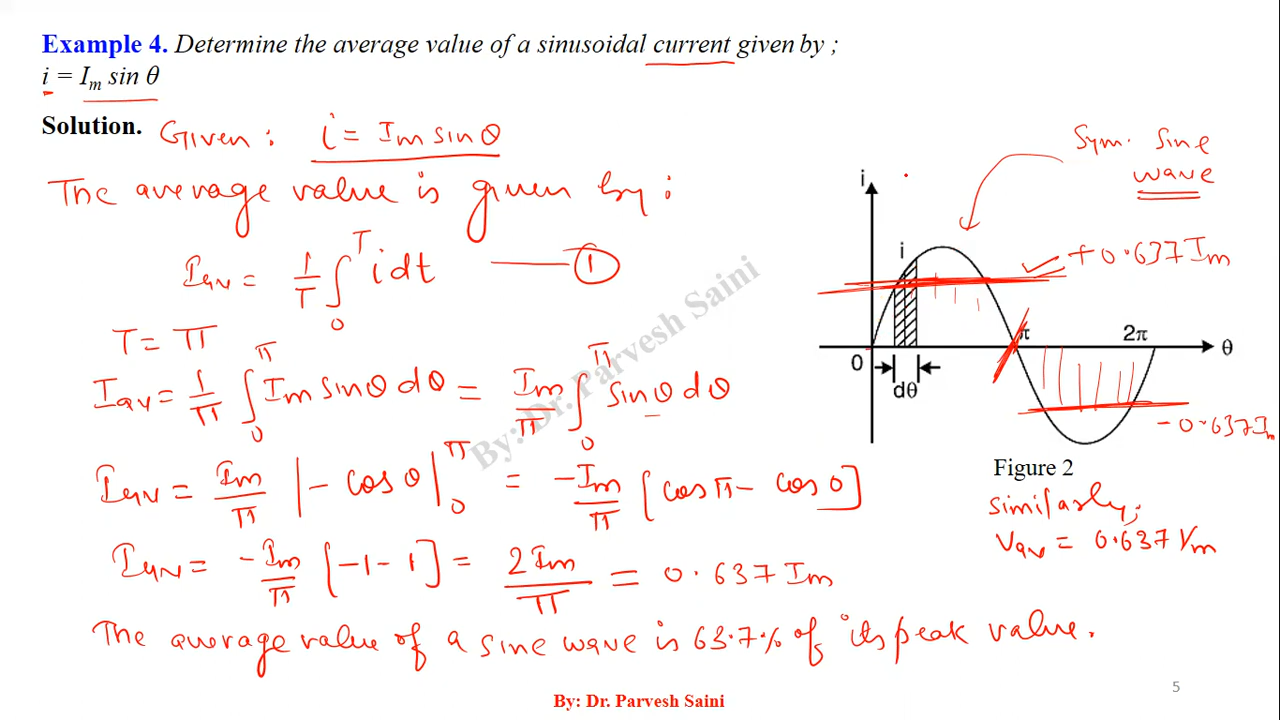 Example 4. Determine the average value of a sinusoidal current given by ;
i = Iₘ sin θ
Solution. Given : i = Im sinθ
The average value is given by :
Iav = 1/T ∫₀ᵀ i dt —— ①
T = π
Iav = 1/π ∫₀^π Im sinθ dθ = Im/π ∫₀^π sinθ dθ
Iav = Im/π |- cos θ|₀^π = -Im/π [cos π - cos 0]
Iav = -Im/π [-1 - 1] = 2Im/π = 0.637 Im
The average value of a sine wave is 63.7% of its peak value.
Sym. Sine
wave
i
i
+0.637 Im
π
2π
θ
0
dθ
-0.637 Im
Figure 2
similarly,
Vav = 0.637 Vm
By: Dr. Parvesh Saini
5
By: Dr. Parvesh Saini